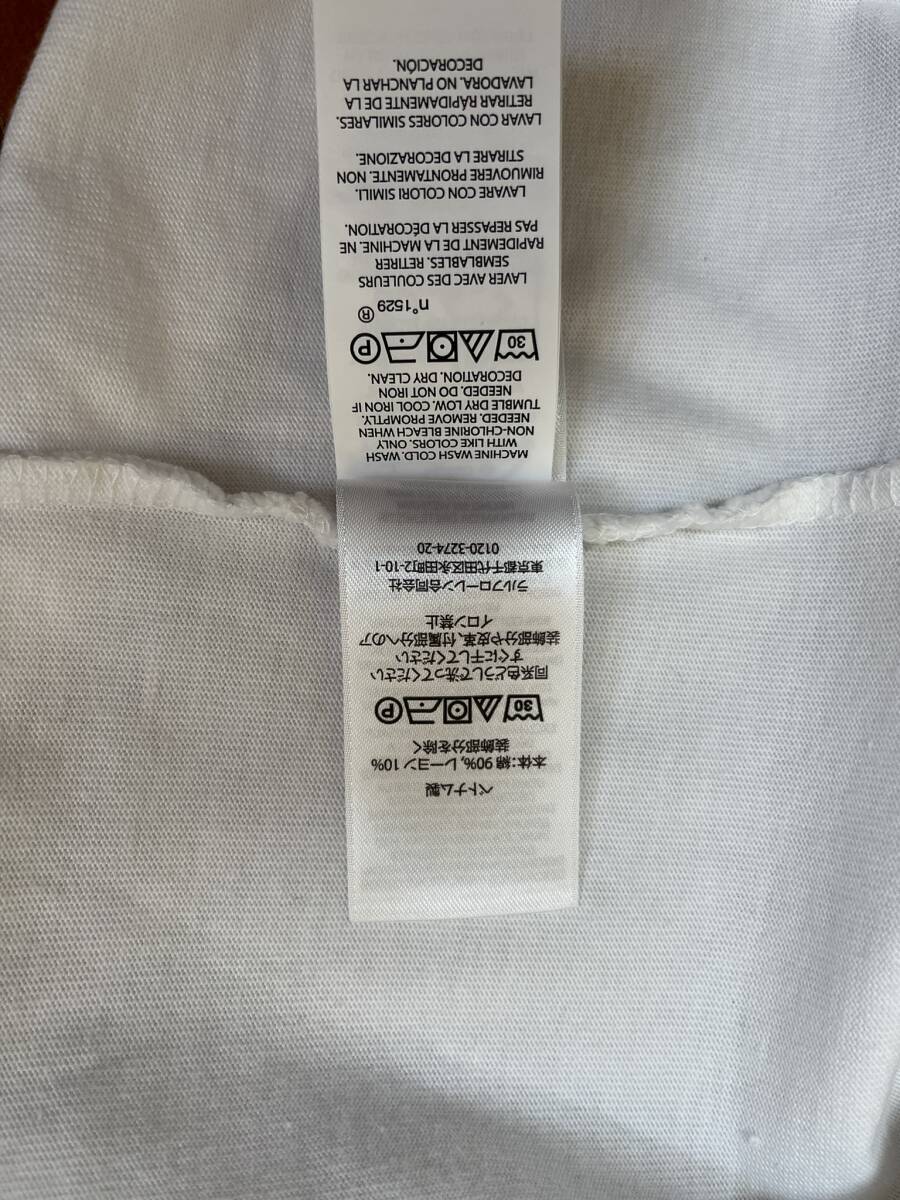 ベトナム製
本体:綿 90%, レーヨン 10%
装飾部分を除く
30 P
同系色どうしで洗ってください
すぐに干してください
装飾部分や皮革、付属部分へのア
イロン禁止
ラルフローレン合同会社
東京都千代田区永田町2-10-1
0120-3274-20
MACHINE WASH COLD. WASH
WITH LIKE COLORS. ONLY
NON-CHLORINE BLEACH WHEN
NEEDED. REMOVE PROMPTLY.
TUMBLE DRY LOW. COOL IRON IF
NEEDED. DO NOT IRON
DECORATION. DRY CLEAN.
30 P
n°1529 ®
LAVER AVEC DES COULEURS
SEMBLABLES. RETIRER
RAPIDEMENT DE LA MACHINE. NE
PAS REPASSER LA DÉCORATION.
LAVARE CON COLORI SIMILI.
RIMUOVERE PRONTAMENTE. NON
STIRARE LA DECORAZIONE.
LAVAR CON COLORES SIMILARES.
RETIRAR RÁPIDAMENTE DE LA
LAVADORA. NO PLANCHAR LA
DECORACIÓN.